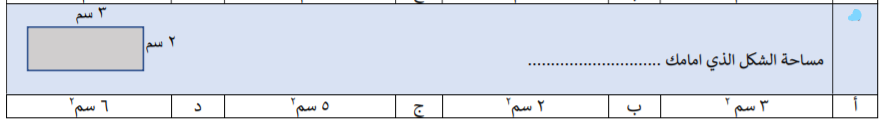 ٣ سم
٢ سم
مساحة الشكل الذي امامك .............................
أ ٣ سم٢ ب ٢ سم٢ ج ٥ سم٢ د ٦ سم٢